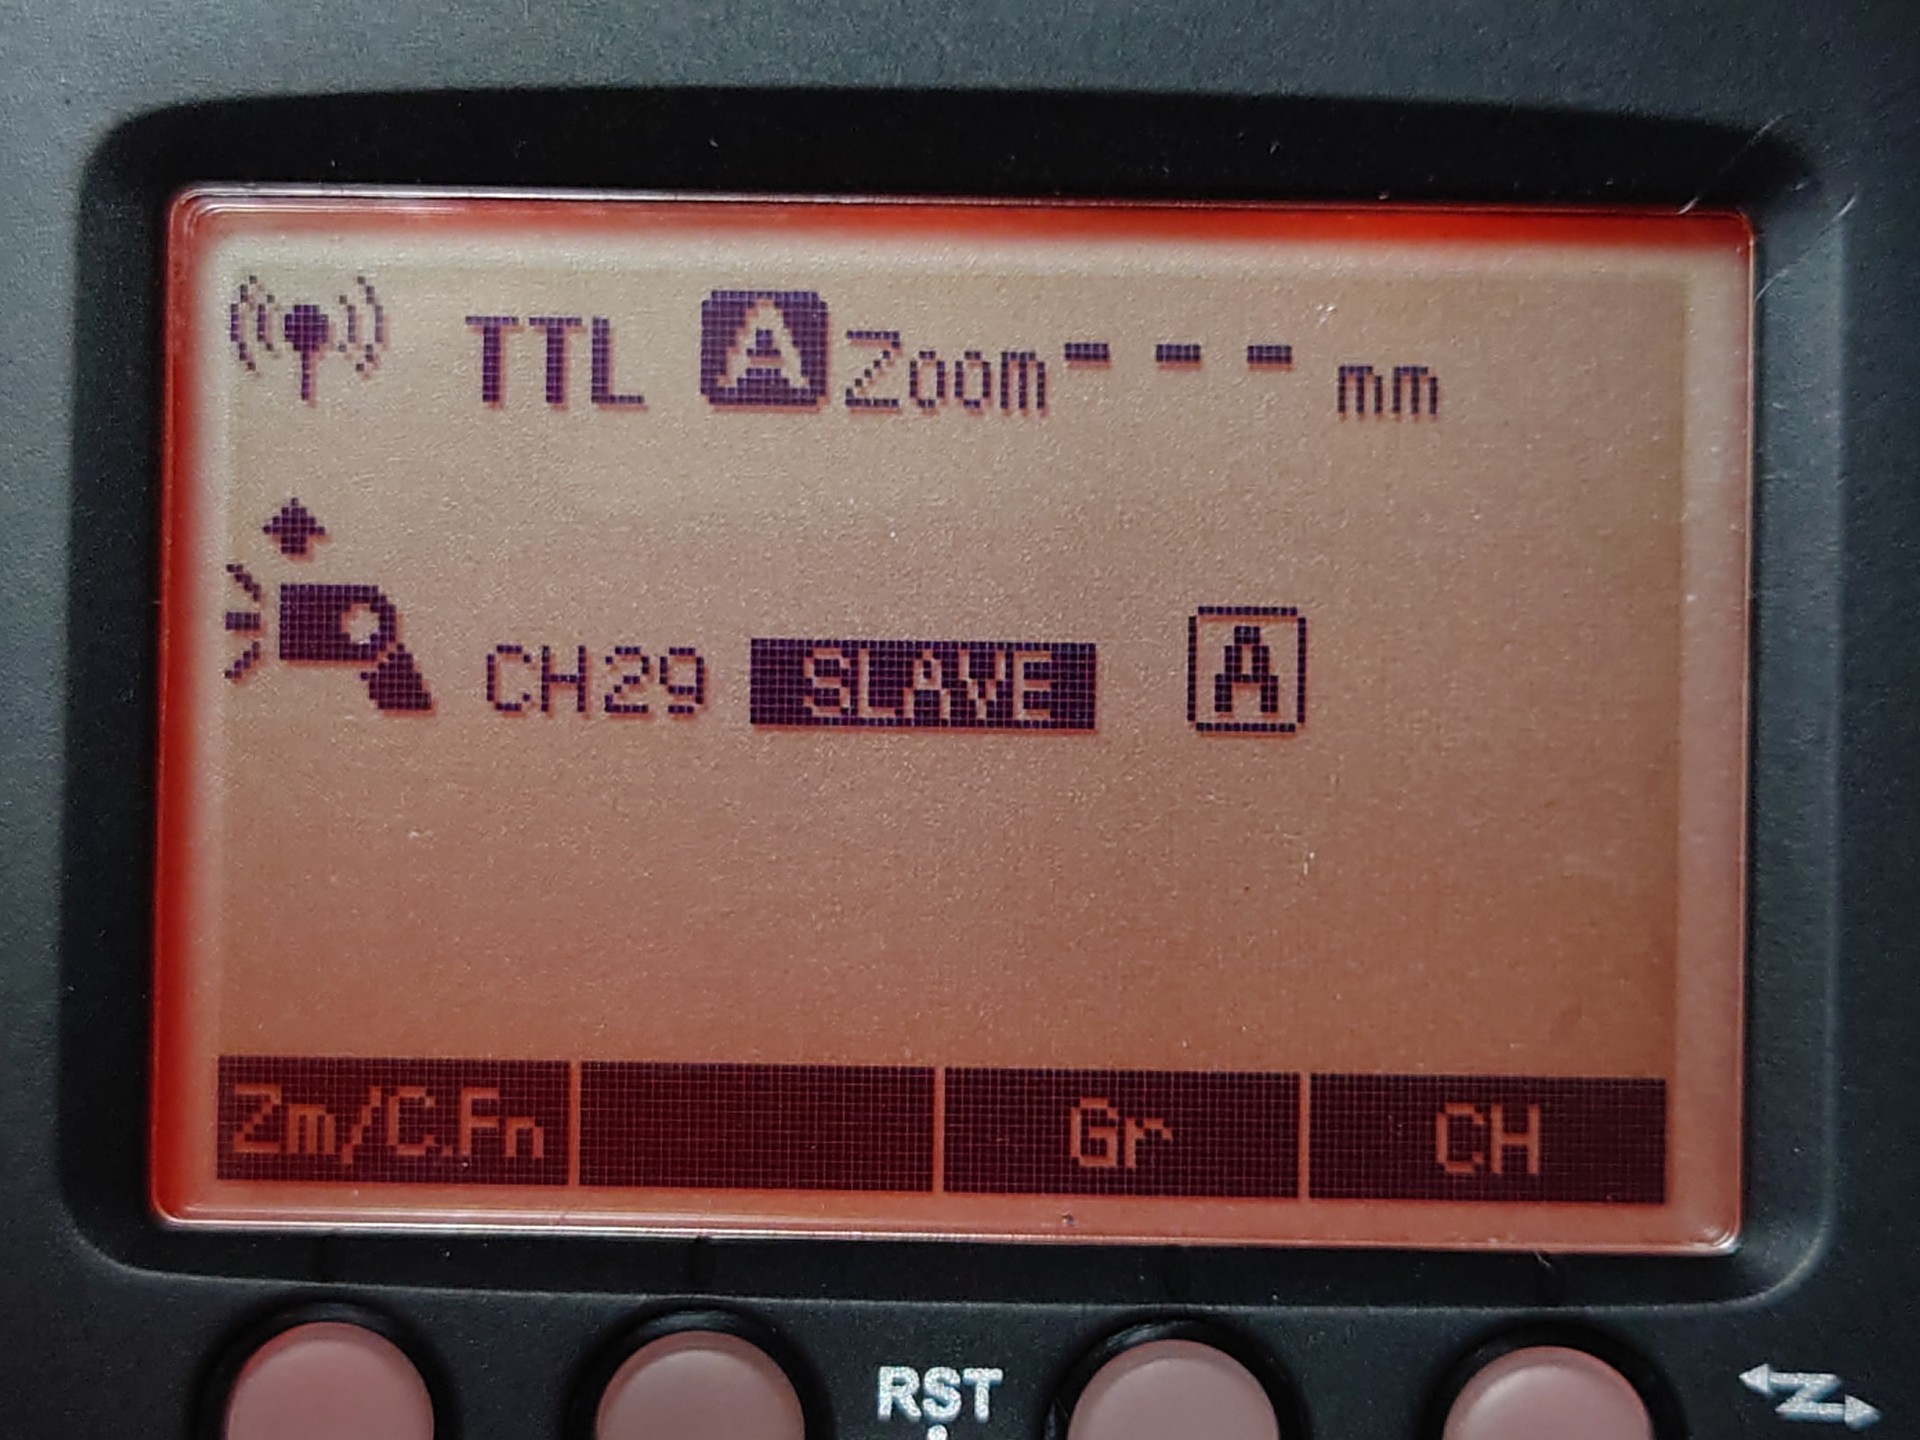 TTL A Zoom --- mm
CH29 SLAVE A
Zm/C.Fn Gr CH
RST